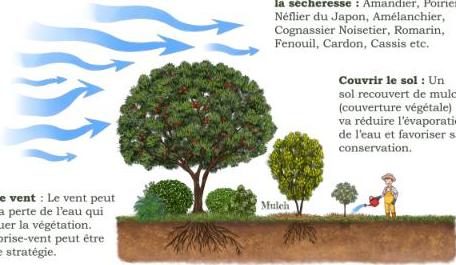 la sécheresse : Amandier, Poirier
Néflier du Japon, Amélanchier,
Cognassier Noisetier, Romarin,
Fenouil, Cardon, Cassis etc.
Couvrir le sol : Un
sol recouvert de mulc
(couverture végétale)
va réduire l’évaporati
de l’eau et favoriser s
conservation.
Mulch
e vent : Le vent peut
a perte de l’eau qui
uer la végétation.
orise-vent peut être
e stratégie.